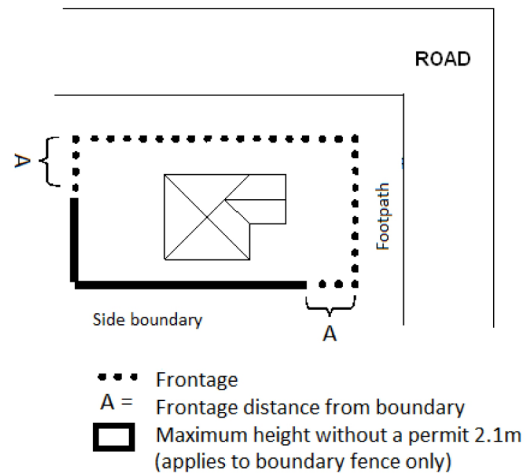 ROAD
A
Footpath
Side boundary
A
Frontage
A = Frontage distance from boundary
Maximum height without a permit 2.1m
(applies to boundary fence only)